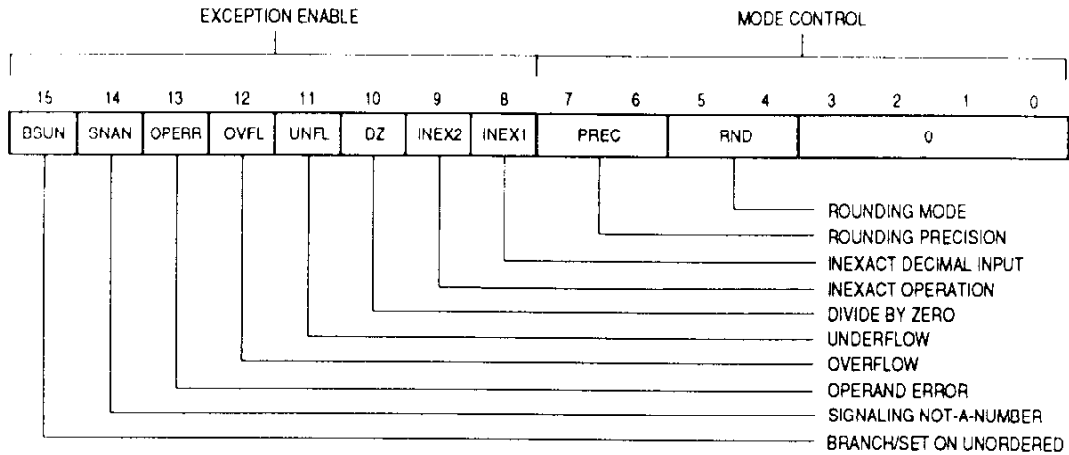 EXCEPTION ENABLE MODE CONTROL
15 14 13 12 11 10 9 8 7 6 5 4 3 2 1 0
BSUN SNAN OPERR OVFL UNFL DZ INEX2 INEX1 PREC RND 0
ROUNDING MODE
ROUNDING PRECISION
INEXACT DECIMAL INPUT
INEXACT OPERATION
DIVIDE BY ZERO
UNDERFLOW
OVERFLOW
OPERAND ERROR
SIGNALING NOT-A-NUMBER
BRANCH/SET ON UNORDERED